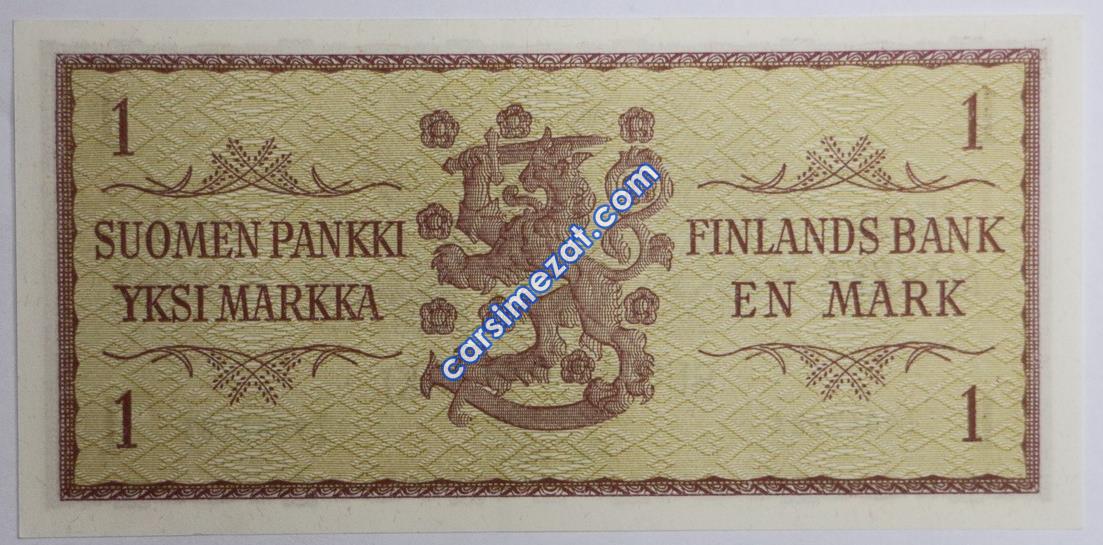 1
1
SUOMEN PANKKI
YKSI MARKKA
FINLANDS BANK
EN MARK
1
1
carsimezat.com